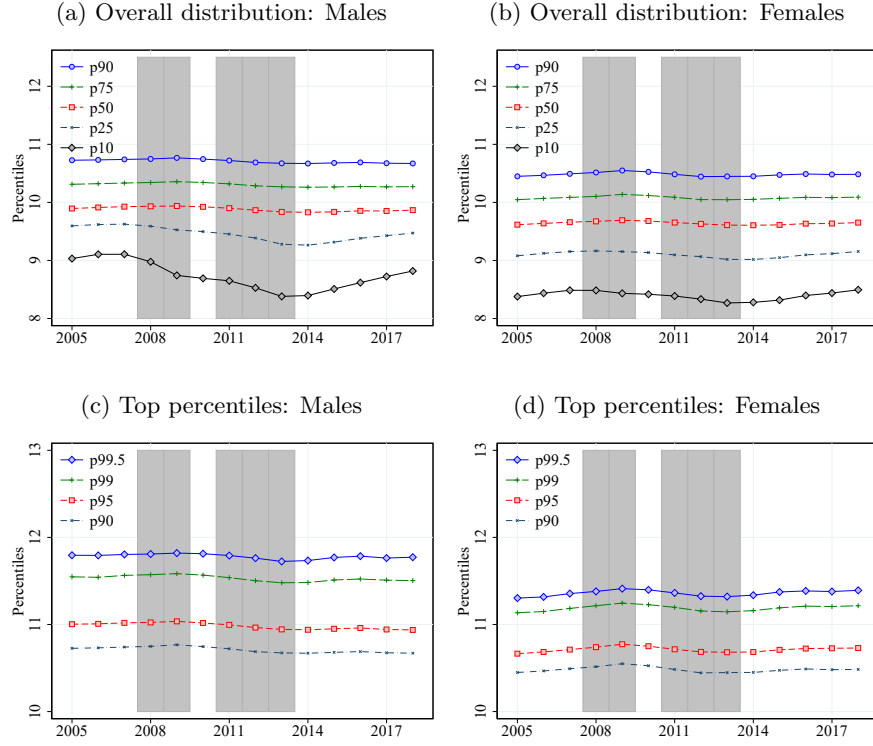 (a) Overall distribution: Males
(b) Overall distribution: Females
Percentiles
12
11
10
9
8
p90
p75
p50
p25
p10
2005
2008
2011
2014
2017
Percentiles
12
11
10
9
8
p90
p75
p50
p25
p10
2005
2008
2011
2014
2017
(c) Top percentiles: Males
(d) Top percentiles: Females
Percentiles
13
12
11
10
p99.5
p99
p95
p90
2005
2008
2011
2014
2017
Percentiles
13
12
11
10
p99.5
p99
p95
p90
2005
2008
2011
2014
2017